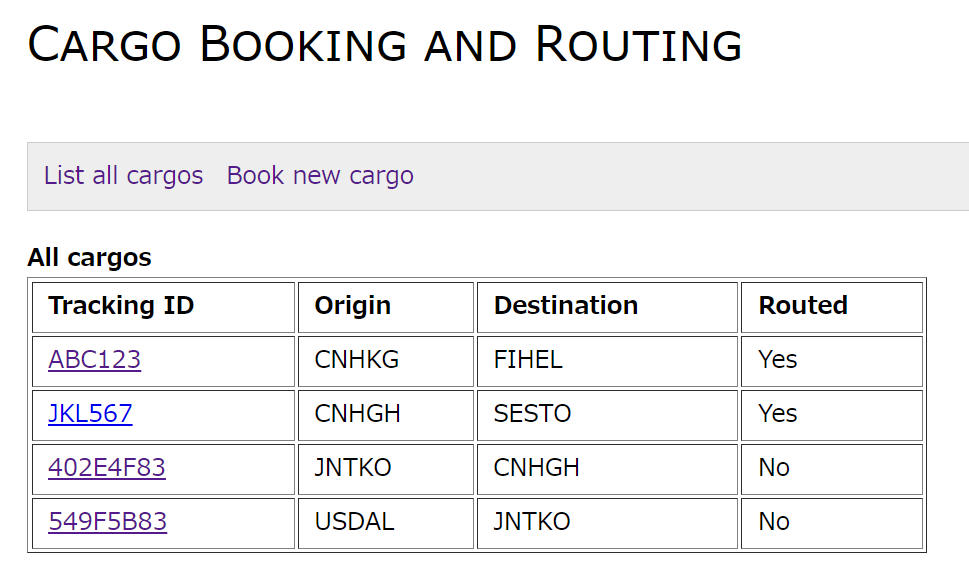 Cargo Booking and Routing
List all cargos Book new cargo
All cargos
Tracking ID Origin Destination Routed
ABC123 CNHKG FIHEL Yes
JKL567 CNHGH SESTO Yes
402E4F83 JNTKO CNHGH No
549F5B83 USDAL JNTKO No